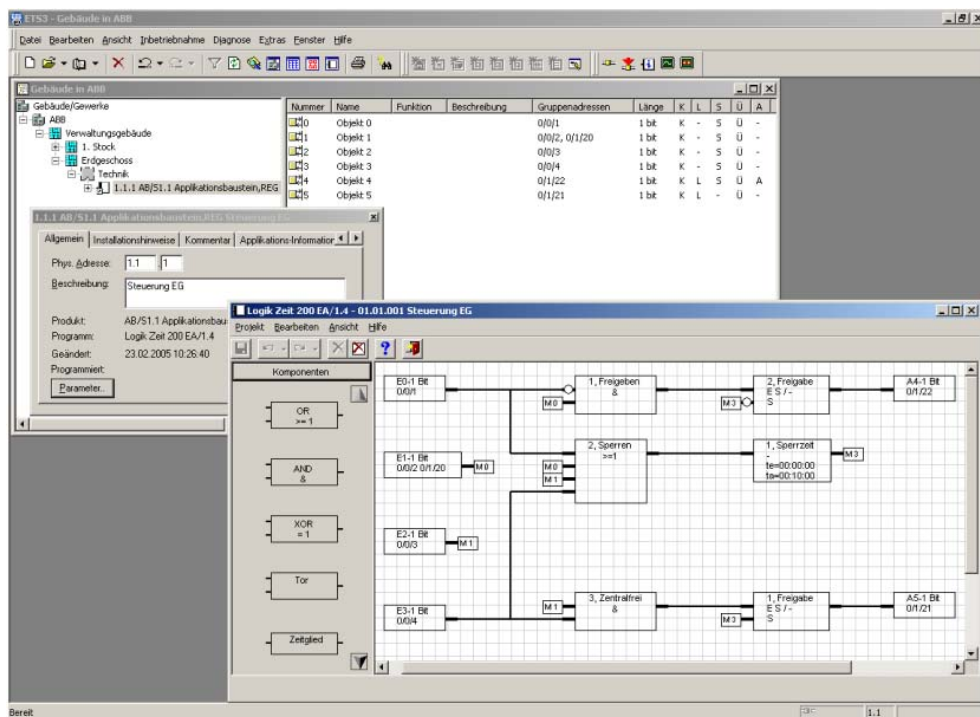 ETS3 - Gebäude in ABB
Datei Bearbeiten Ansicht Inbetriebnahme Diagnose Extras Fenster Hilfe
Gebäude in ABB
Gebäude/Gewerke
ABB
Verwaltungsgebäude
1. Stock
Erdgeschoss
Technik
1.1.1 AB/S1.1 Applikationsbaustein,REG
Nummer Name Funktion Beschreibung Gruppenadressen Länge K L S Ü A
0 Objekt 0 0/0/1 1 bit K - S Ü -
1 Objekt 1 0/0/2, 0/1/20 1 bit K - S Ü -
2 Objekt 2 0/0/3 1 bit K - S Ü -
3 Objekt 3 0/0/4 1 bit K - S Ü -
4 Objekt 4 0/1/22 1 bit K L S Ü A
5 Objekt 5 0/1/21 1 bit K L - Ü -
1.1.1 AB/S1.1 Applikationsbaustein,REG Steuerung EG
Allgemein Installationshinweise Kommentar Applikations-Information
Phys. Adresse: 1.1 .1
Beschreibung: Steuerung EG
Produkt: AB/S1.1 Applikationsbau
Programm: Logik Zeit 200 EA/1.4
Geändert: 23.02.2005 10:26:40
Programmiert:
Parameter...
Logik Zeit 200 EA/1.4 - 01.01.001 Steuerung EG
Projekt Bearbeiten Ansicht Hilfe
Komponenten
OR
>= 1
AND
&
XOR
= 1
Tor
Zeitglied
E0-1 Bit
0/0/1
M0
1, Freigeben
&
M3
2, Freigabe
E S / -
S
A4-1 Bit
0/1/22
E1-1 Bit
0/0/2 0/1/20
M0
M0
M1
2, Sperren
>=1
1, Sperrzeit
-
te=00:00:00
ta=00:10:00
M3
E2-1 Bit
0/0/3
M1
E3-1 Bit
0/0/4
M1
3, Zentralfrei
&
M3
1, Freigabe
E S / -
S
A5-1 Bit
0/1/21
Bereit
1.1